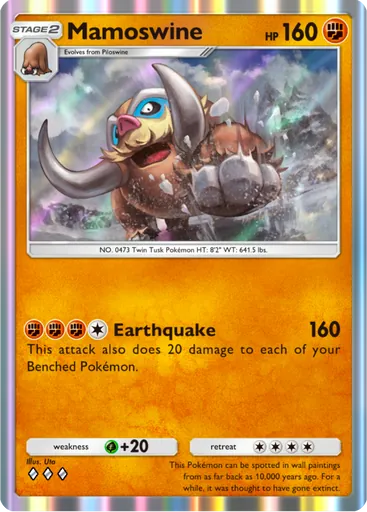 STAGE 2
Mamoswine
HP 160
Evolves from Piloswine
NO. 0473 Twin Tusk Pokémon HT: 8'2" WT: 641.5 lbs.
Earthquake 160
This attack also does 20 damage to each of your
Benched Pokémon.
weakness +20
retreat
Illus. Uta
This Pokémon can be spotted in wall paintings
from as far back as 10,000 years ago. For a
while, it was thought to have gone extinct.